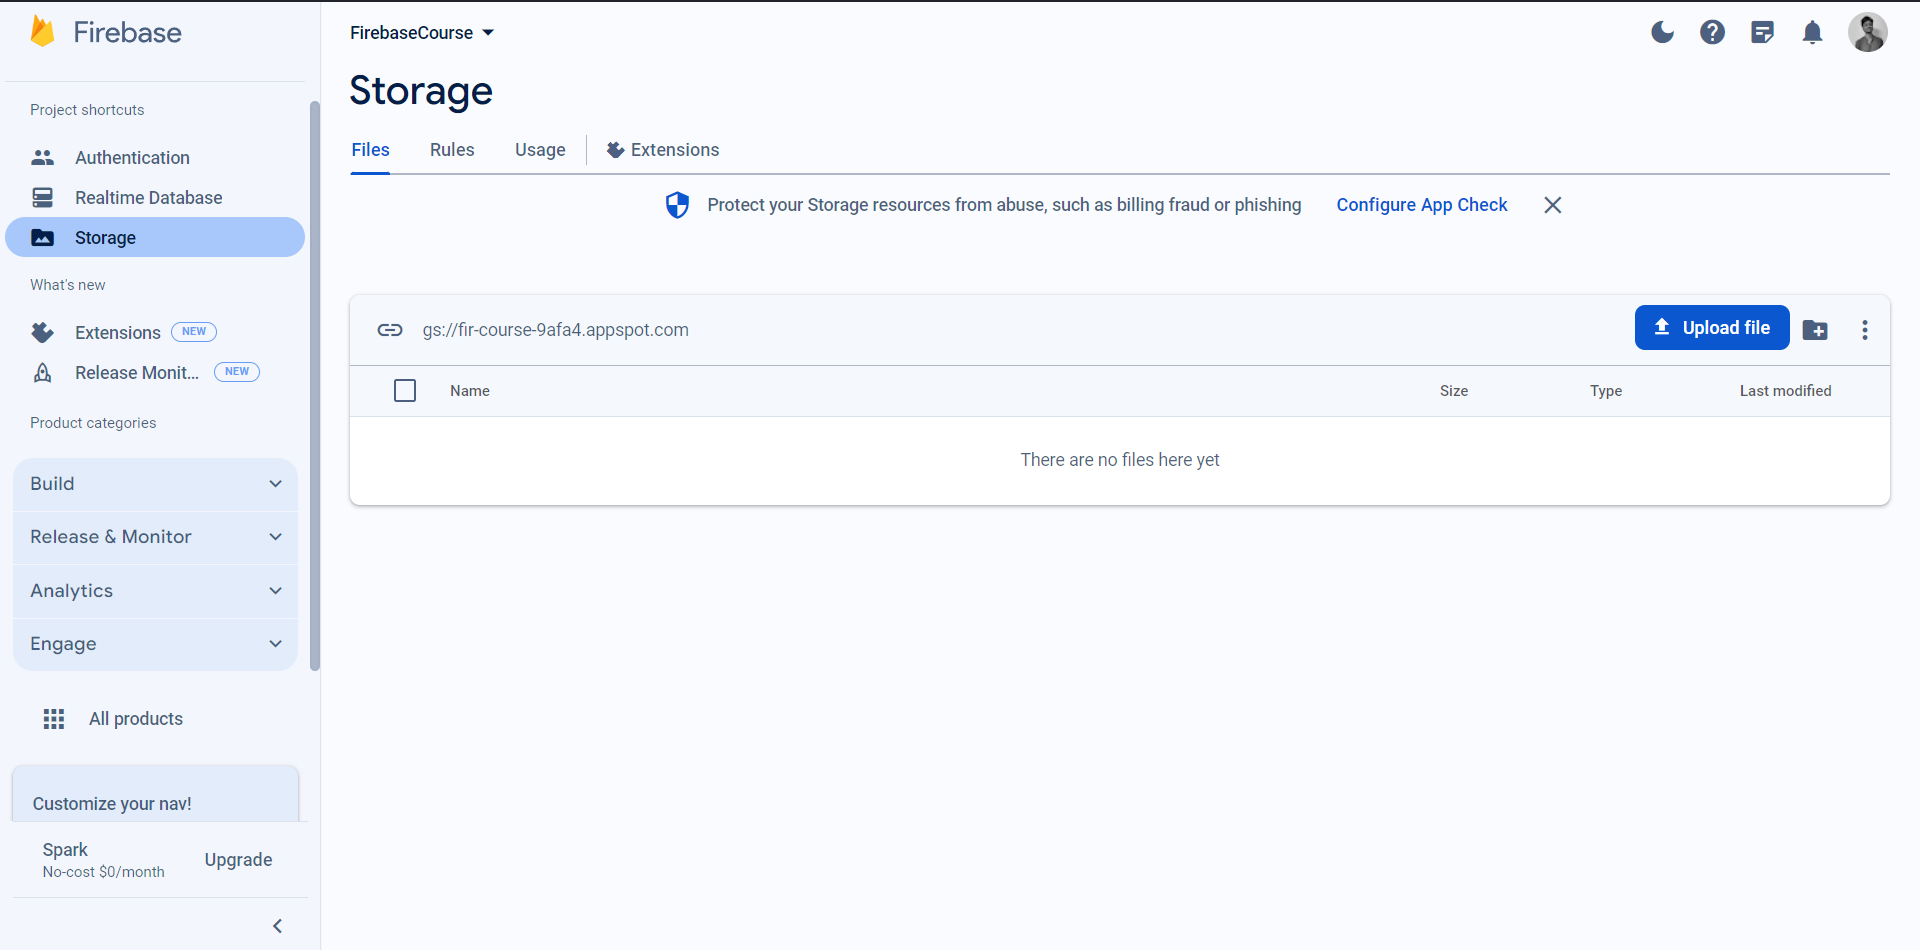 Firebase
Project shortcuts
Authentication
Realtime Database
Storage
What's new
Extensions NEW
Release Monit... NEW
Product categories
Build
Release & Monitor
Analytics
Engage
All products
Customize your nav!
Spark
No-cost $0/month
Upgrade
FirebaseCourse
Storage
Files Rules Usage Extensions
Protect your Storage resources from abuse, such as billing fraud or phishing Configure App Check
gs://fir-course-9afa4.appspot.com Upload file
Name Size Type Last modified
There are no files here yet